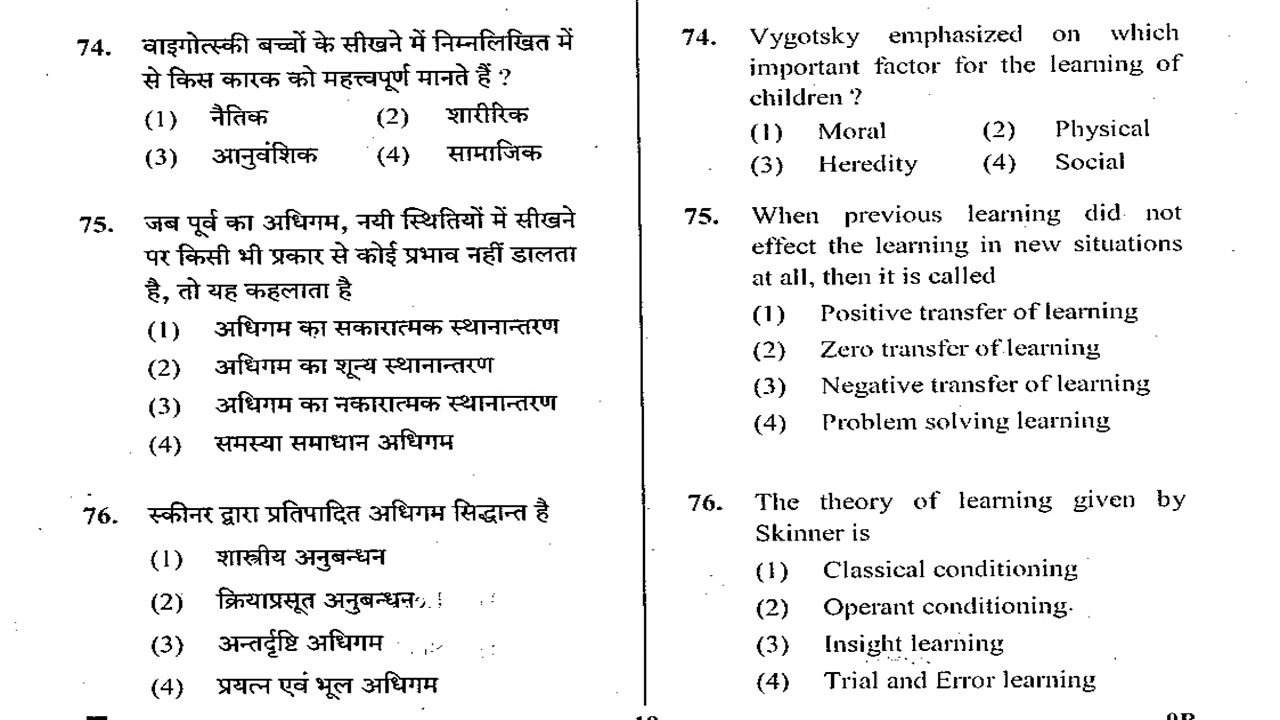 74. वाइगोत्स्की बच्चों के सीखने में निम्नलिखित में
से किस कारक को महत्त्वपूर्ण मानते हैं ?
(1) नैतिक (2) शारीरिक
(3) आनुवंशिक (4) सामाजिक
75. जब पूर्व का अधिगम, नयी स्थितियों में सीखने
पर किसी भी प्रकार से कोई प्रभाव नहीं डालता
है, तो यह कहलाता है
(1) अधिगम का सकारात्मक स्थानान्तरण
(2) अधिगम का शून्य स्थानान्तरण
(3) अधिगम का नकारात्मक स्थानान्तरण
(4) समस्या समाधान अधिगम
76. स्कीनर द्वारा प्रतिपादित अधिगम सिद्धान्त है
(1) शास्त्रीय अनुबन्धन
(2) क्रियाप्रसूत अनुबन्धन
(3) अन्तर्दृष्टि अधिगम
(4) प्रयत्न एवं भूल अधिगम
74. Vygotsky emphasized on which
important factor for the learning of
children ?
(1) Moral (2) Physical
(3) Heredity (4) Social
75. When previous learning did not
effect the learning in new situations
at all, then it is called
(1) Positive transfer of learning
(2) Zero transfer of learning
(3) Negative transfer of learning
(4) Problem solving learning
76. The theory of learning given by
Skinner is
(1) Classical conditioning
(2) Operant conditioning
(3) Insight learning
(4) Trial and Error learning